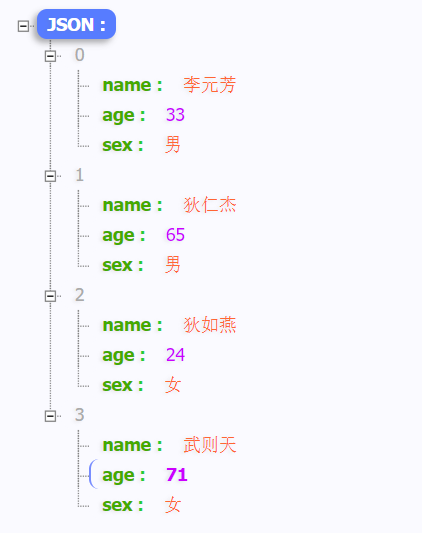 JSON :
0
name : 李元芳
age : 33
sex : 男
1
name : 狄仁杰
age : 65
sex : 男
2
name : 狄如燕
age : 24
sex : 女
3
name : 武则天
age : 71
sex : 女